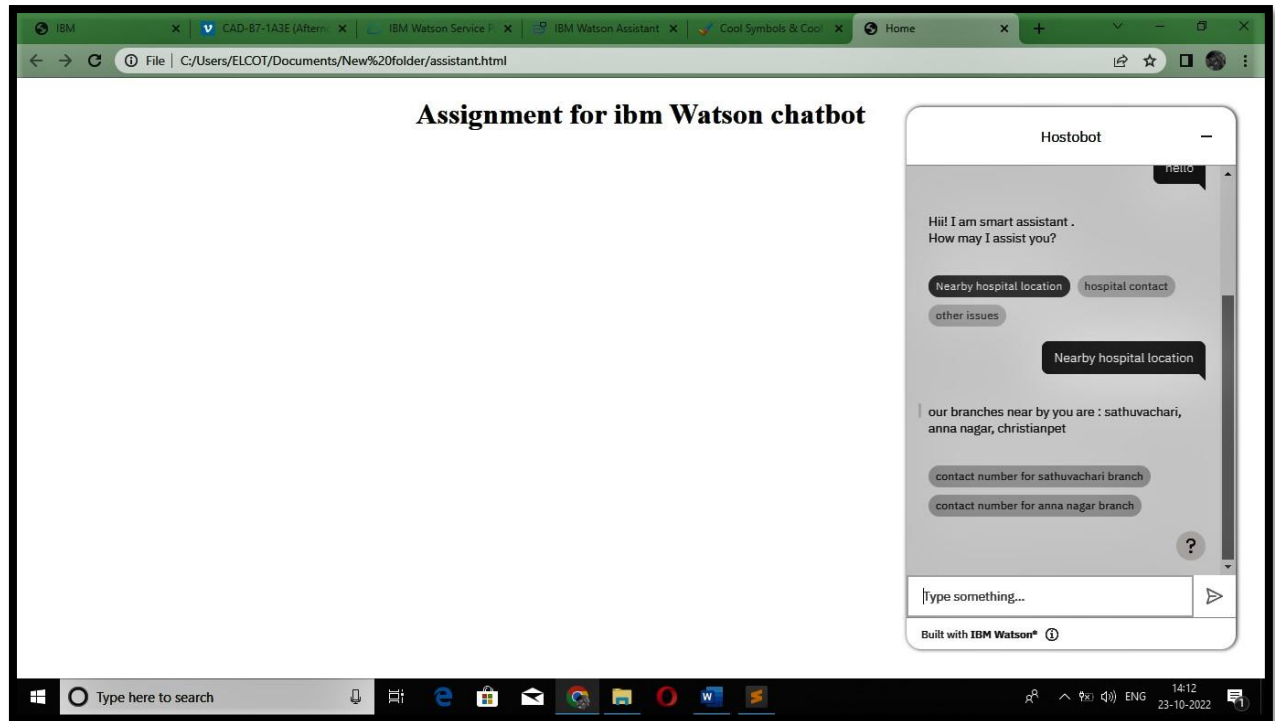 IBM
CAD-B7-1A3E (Aftern
IBM Watson Service P
IBM Watson Assistant
Cool Symbols & Cool
Home
File | C:/Users/ELCOT/Documents/New%20folder/assistant.html
Assignment for ibm Watson chatbot
Hostobot
hello
Hii! I am smart assistant .
How may I assist you?
Nearby hospital location
hospital contact
other issues
Nearby hospital location
our branches near by you are : sathuvachari,
anna nagar, christianpet
contact number for sathuvachari branch
contact number for anna nagar branch
?
Type something...
Built with IBM Watson®
Type here to search
ENG
14:12
23-10-2022
1